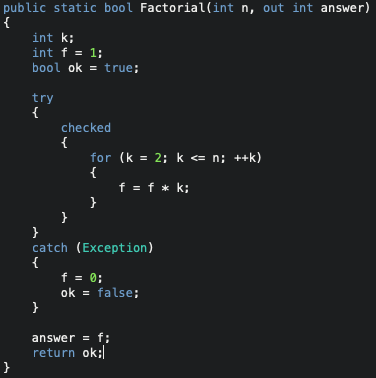 public static bool Factorial(int n, out int answer)
{
    int k;
    int f = 1;
    bool ok = true;

    try
    {
        checked
        {
            for (k = 2; k <= n; ++k)
            {
                f = f * k;
            }
        }
    }
    catch (Exception)
    {
        f = 0;
        ok = false;
    }

    answer = f;
    return ok;
}